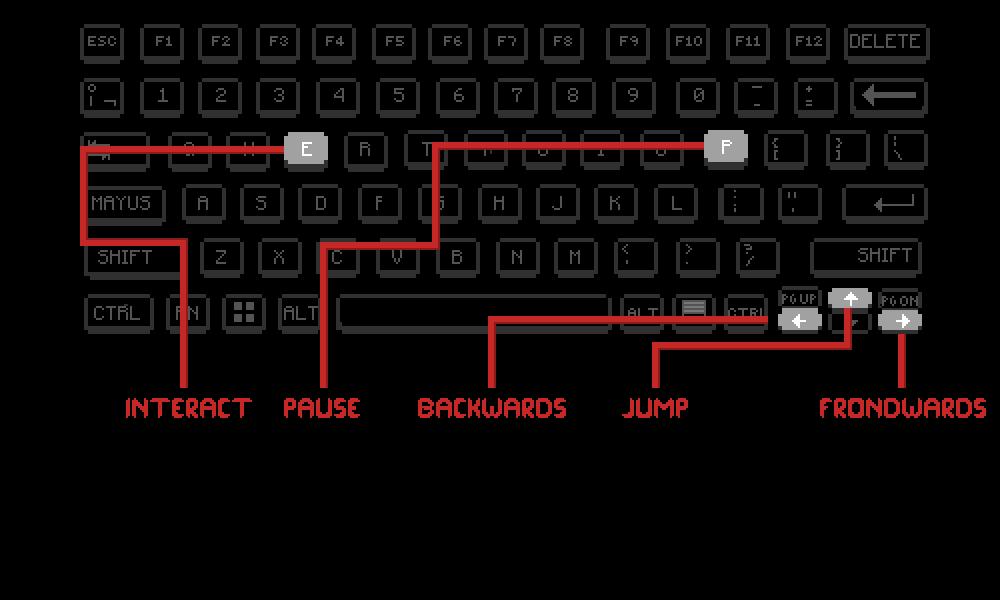 ESC F1 F2 F3 F4 F5 F6 F7 F8 F9 F10 F11 F12 DELETE
1 2 3 4 5 6 7 8 9 0 - _ + =
E R T P { [ } ] \
MAYUS A S D F G H J K L : ; " '
SHIFT Z X C V B N M < , > . ? / SHIFT
CTRL FN ALT ALT CTRL PGUP PGDN
INTERACT PAUSE BACKWARDS JUMP FRONDWARDS